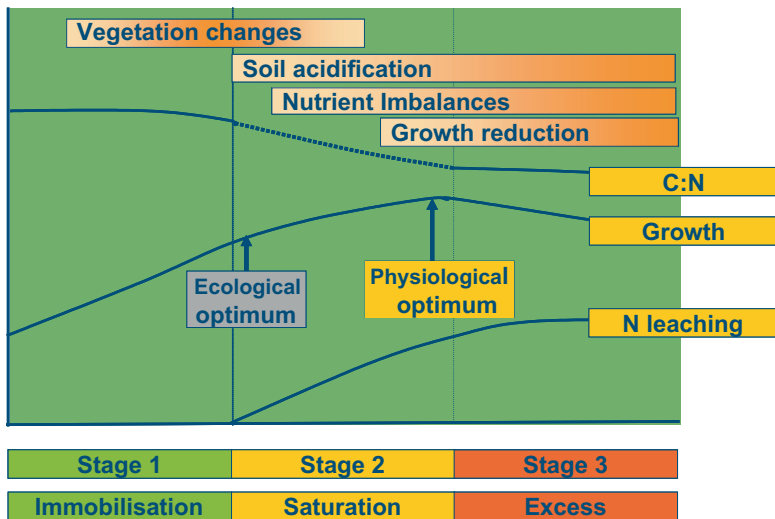 Vegetation changes
Soil acidification
Nutrient Imbalances
Growth reduction
C:N
Growth
Ecological
optimum
Physiological
optimum
N leaching
Stage 1
Stage 2
Stage 3
Immobilisation
Saturation
Excess